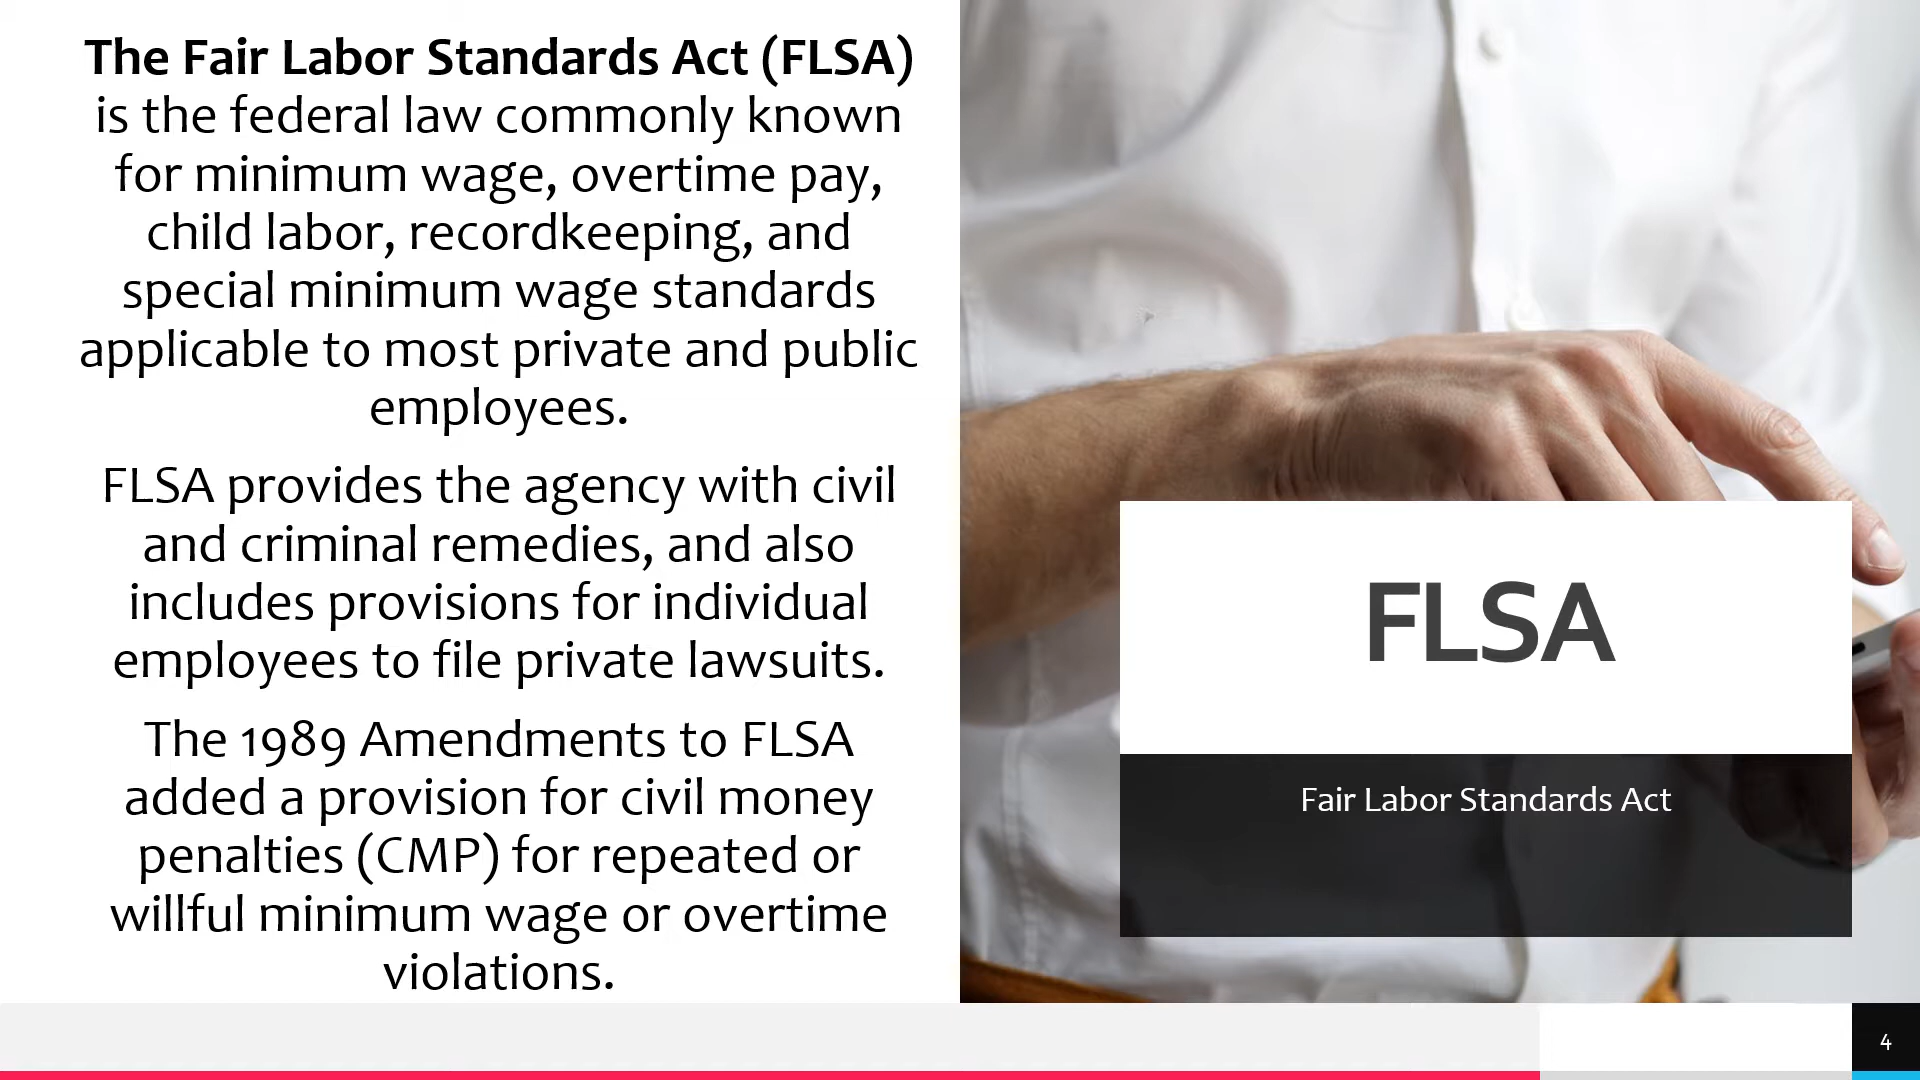 The Fair Labor Standards Act (FLSA)
is the federal law commonly known
for minimum wage, overtime pay,
child labor, recordkeeping, and
special minimum wage standards
applicable to most private and public
employees.
FLSA provides the agency with civil
and criminal remedies, and also
includes provisions for individual
employees to file private lawsuits.
The 1989 Amendments to FLSA
added a provision for civil money
penalties (CMP) for repeated or
willful minimum wage or overtime
violations.
FLSA
Fair Labor Standards Act
4